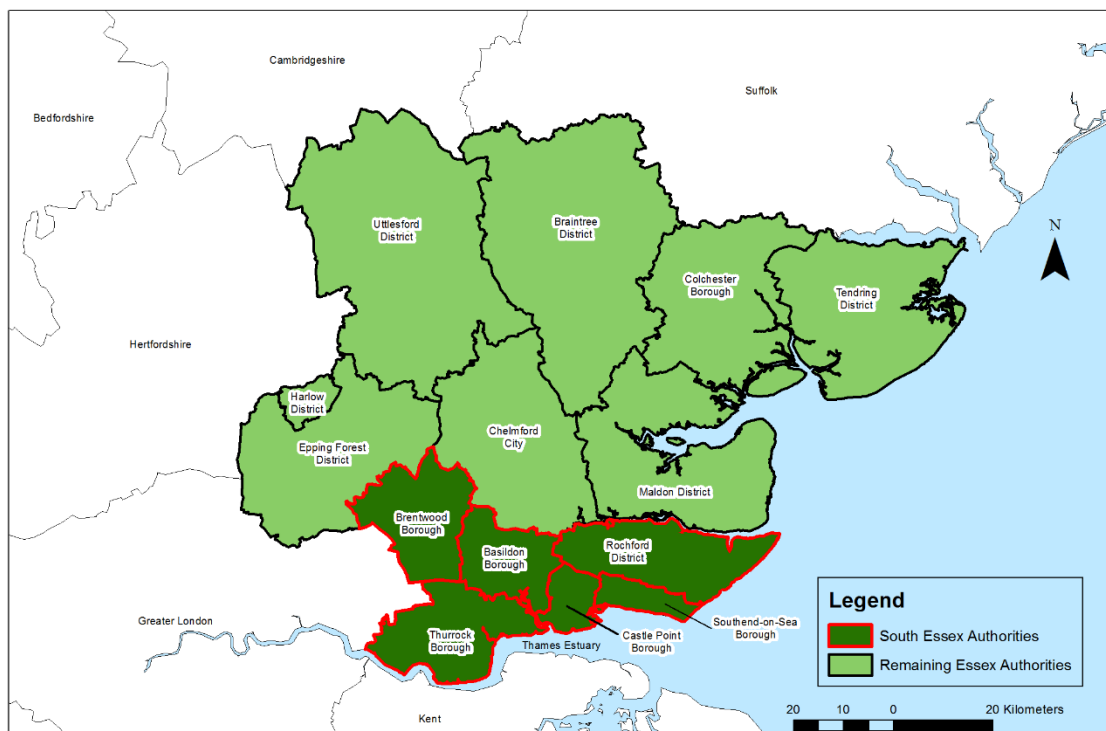 Cambridgeshire
Suffolk
Bedfordshire
Uttlesford
District
Braintree
District
N
Colchester
Borough
Tendring
District
Hertfordshire
Harlow
District
Chelmford
City
Epping Forest
District
Maldon District
Brentwood
Borough
Rochford
District
Basildon
Borough
Legend
Greater London
Southend-on-Sea
Borough
South Essex Authorities
Thurrock
Borough
Castle Point
Borough
Thames Estuary
Remaining Essex Authorities
Kent
20 10 0 20 Kilometers